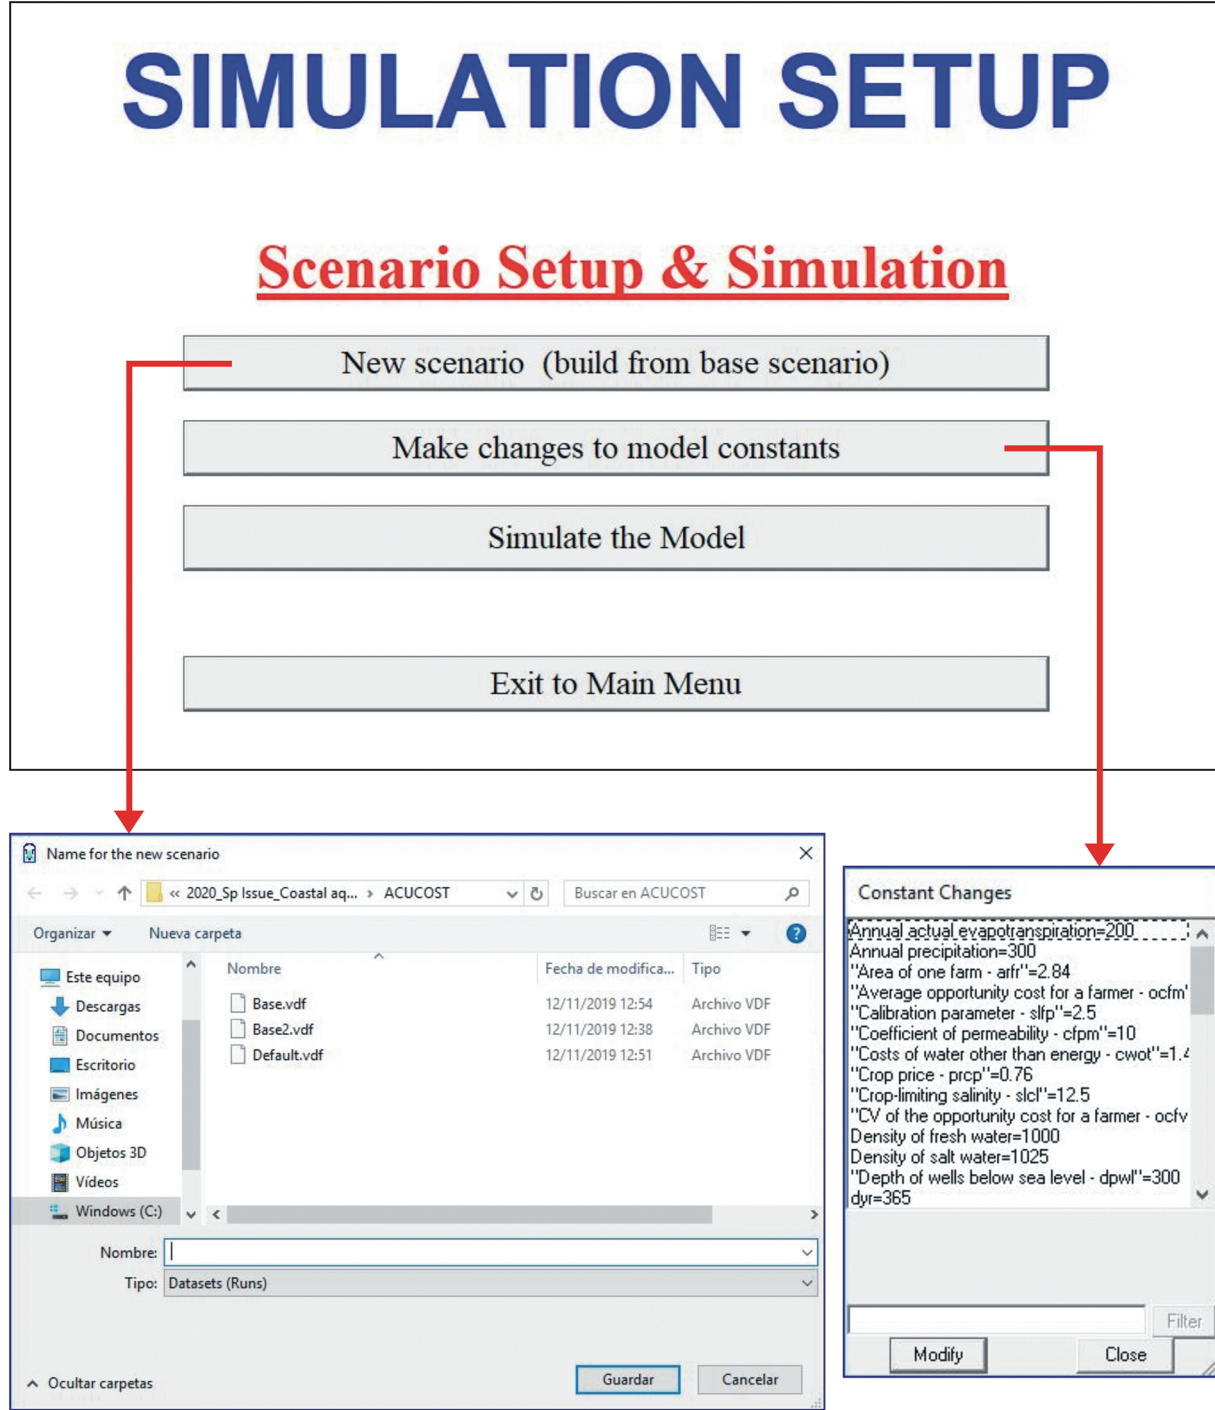 SIMULATION SETUP
Scenario Setup & Simulation
New scenario (build from base scenario)
Make changes to model constants
Simulate the Model
Exit to Main Menu
Name for the new scenario
« 2020_Sp Issue_Coastal aq... › ACUCOST
Buscar en ACUCOST
Organizar
Nueva carpeta
Este equipo
Descargas
Documentos
Escritorio
Imágenes
Música
Objetos 3D
Vídeos
Windows (C:)
Nombre Fecha de modifica... Tipo
Base.vdf 12/11/2019 12:54 Archivo VDF
Base2.vdf 12/11/2019 12:38 Archivo VDF
Default.vdf 12/11/2019 12:51 Archivo VDF
Nombre:
Tipo: Datasets (Runs)
Ocultar carpetas
Guardar
Cancelar
Constant Changes
Annual actual evapotranspiration=200
Annual precipitation=300
"Area of one farm - arfr"=2.84
"Average opportunity cost for a farmer - ocfm"
"Calibration parameter - slfp"=2.5
"Coefficient of permeability - cfpm"=10
"Costs of water other than energy - cwot"=1.4
"Crop price - prcp"=0.76
"Crop-limiting salinity - slcl"=12.5
"CV of the opportunity cost for a farmer - ocfv
Density of fresh water=1000
Density of salt water=1025
"Depth of wells below sea level - dpwl"=300
dyr=365
Filter
Modify
Close